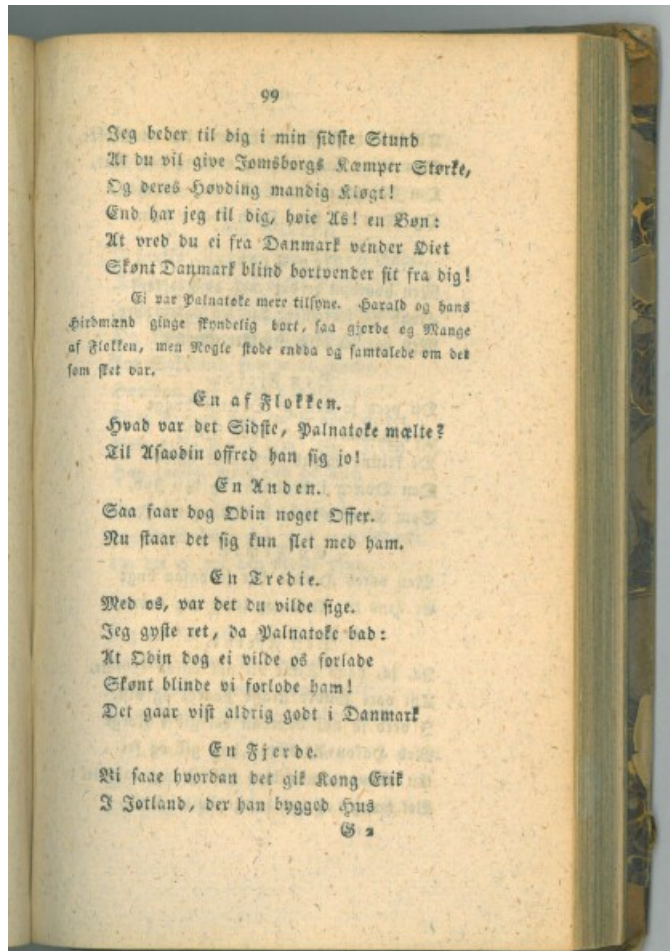 99
Jeg beder til dig i min sidste Stund
At du vil give Jomsborgs Kæmper Størke,
Og deres Høvding mandig Kløgt!
End har jeg til dig, høie As! en Bøn:
At vred du ei fra Danmark vender Øiet
Skønt Danmark blind bortvender sit fra dig!
Ei var Palnatoke mere tilsyne. Harald og hans
Hirdmænd ginge skyndelig bort, saa gjorde og Mange
af Flokken, men Nogle stode endda og samtalede om det
som sket var.
En af Flokken.
Hvad var det Sidste, Palnatoke mælte?
Til Asaodin offred han sig jo!
En Anden.
Saa faar dog Odin noget Offer.
Nu staar det sig kun slet med ham.
En Tredie.
Med os, var det du vilde sige.
Jeg gyste ret, da Palnatoke bad:
At Odin dog ei vilde os forlade
Skønt blinde vi forlode ham!
Det gaar vist aldrig godt i Danmark
En Fjerde.
Vi saae hvordan det gik Kong Erik
I Jotland, der han bygged Hus
G 2